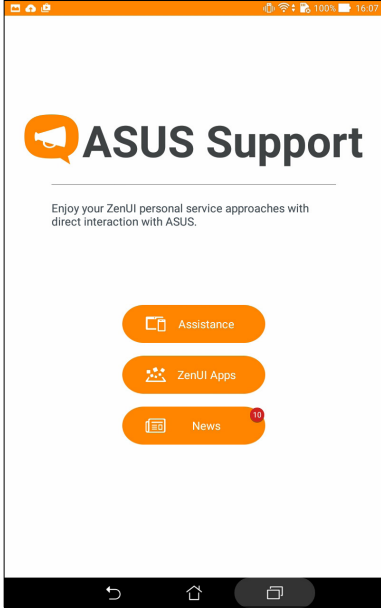 100% 16:07
ASUS Support
Enjoy your ZenUI personal service approaches with
direct interaction with ASUS.
Assistance
ZenUI Apps
10
News